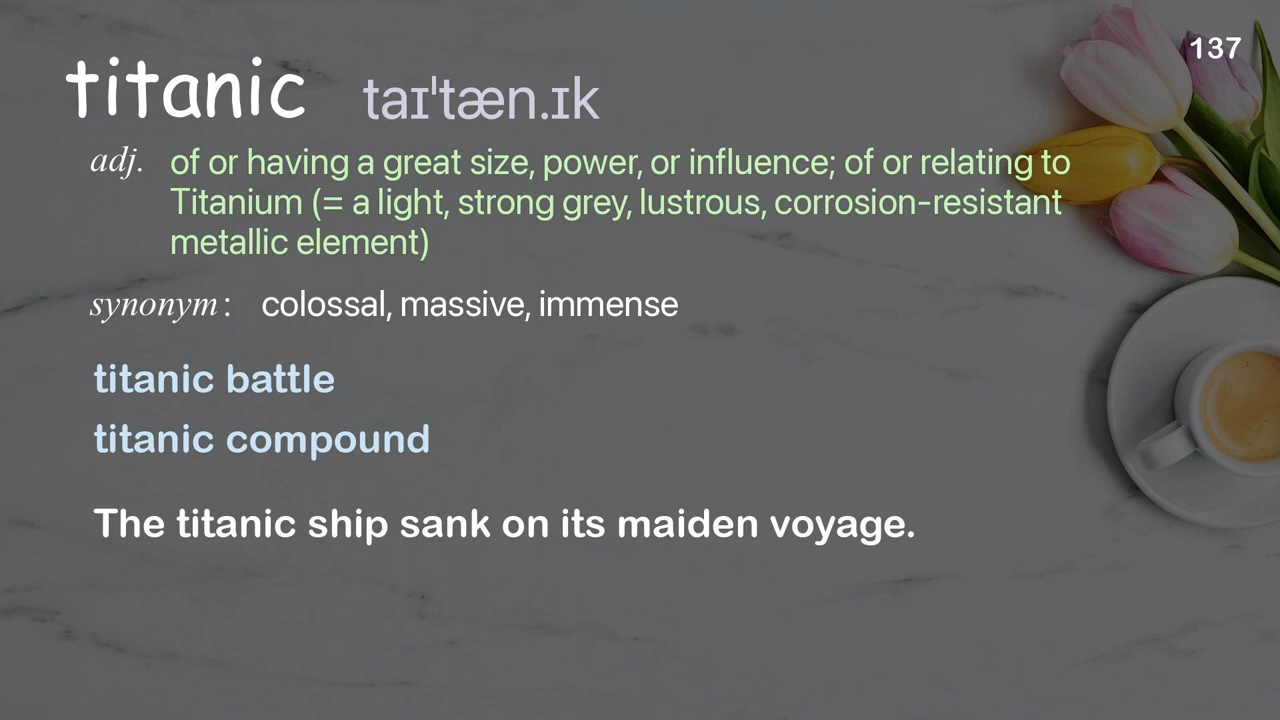 137
titanic taɪˈtæn.ɪk
adj. of or having a great size, power, or influence; of or relating to
Titanium (= a light, strong grey, lustrous, corrosion-resistant
metallic element)
synonym: colossal, massive, immense
titanic battle
titanic compound
The titanic ship sank on its maiden voyage.